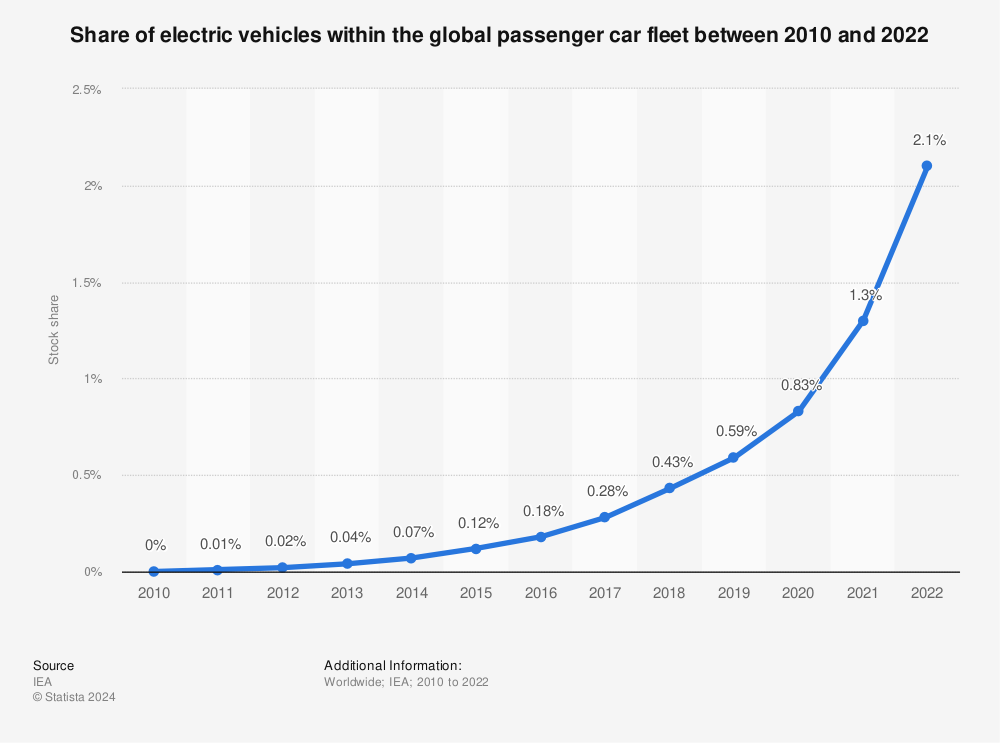 Share of electric vehicles within the global passenger car fleet between 2010 and 2022
2.5%
2%
1.5%
1%
0.5%
0%
Stock share
0%
0.01%
0.02%
0.04%
0.07%
0.12%
0.18%
0.28%
0.43%
0.59%
0.83%
1.3%
2.1%
2010 2011 2012 2013 2014 2015 2016 2017 2018 2019 2020 2021 2022
Source
IEA
© Statista 2024
Additional Information:
Worldwide; IEA; 2010 to 2022